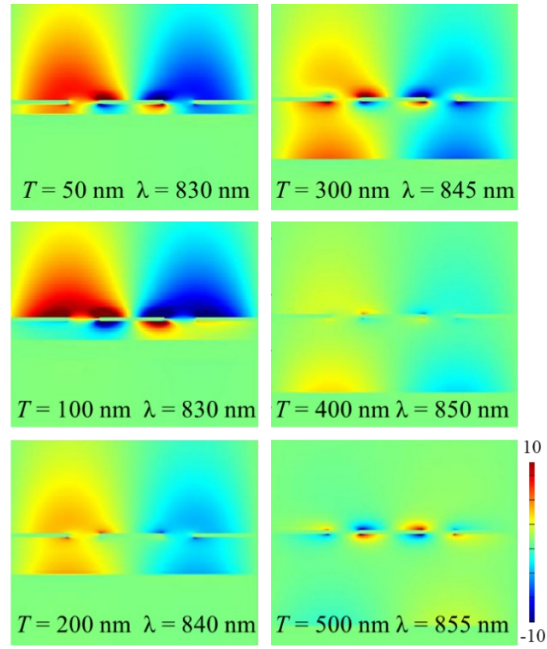 T = 50 nm λ = 830 nm
T = 300 nm λ = 845 nm
T = 100 nm λ = 830 nm
T = 400 nm λ = 850 nm
T = 200 nm λ = 840 nm
T = 500 nm λ = 855 nm
10
-10